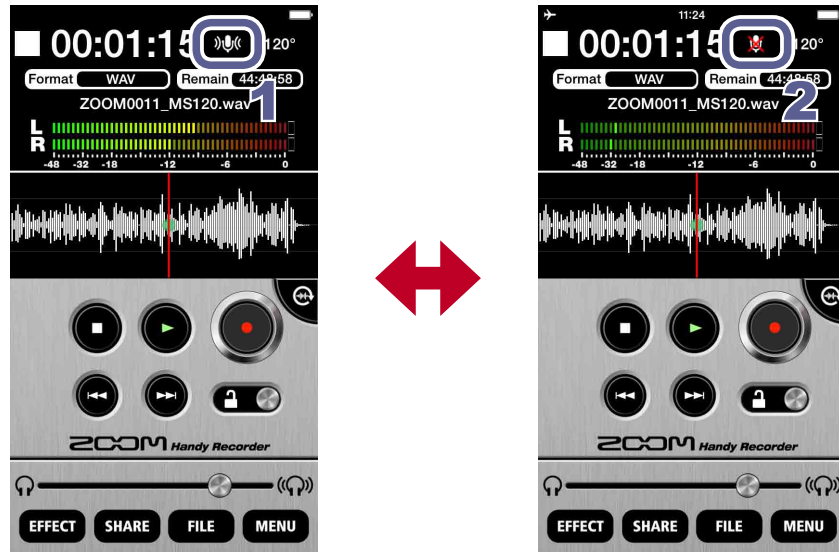 00:01:15 120°
Format WAV Remain 44:48:58
1
ZOOM0011_MS120.wav
L
R
-48 -32 -18 -12 -6 0
ZOOM Handy Recorder
EFFECT SHARE FILE MENU
11:24
00:01:15 120°
Format WAV Remain 44:48:58
2
ZOOM0011_MS120.wav
L
R
-48 -32 -18 -12 -6 0
ZOOM Handy Recorder
EFFECT SHARE FILE MENU